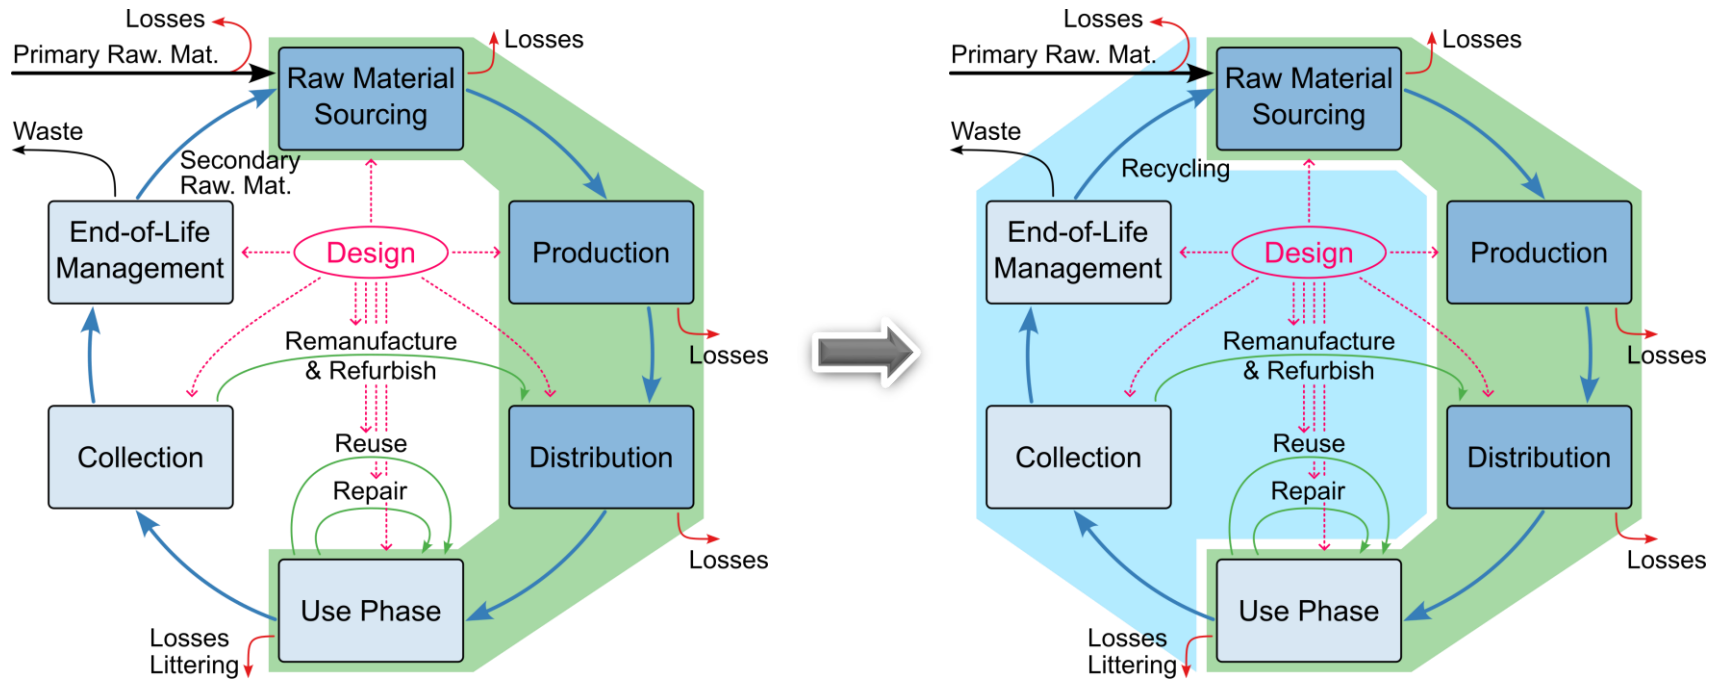 Losses
Primary Raw. Mat.
Losses
Raw Material
Sourcing
Waste
Secondary
Raw. Mat.
End-of-Life
Management
Design
Production
Remanufacture
& Refurbish
Losses
Collection
Reuse
Distribution
Repair
Losses
Use Phase
Losses
Littering
Losses
Primary Raw. Mat.
Losses
Raw Material
Sourcing
Waste
Recycling
End-of-Life
Management
Design
Production
Remanufacture
& Refurbish
Losses
Collection
Reuse
Distribution
Repair
Losses
Use Phase
Losses
Littering